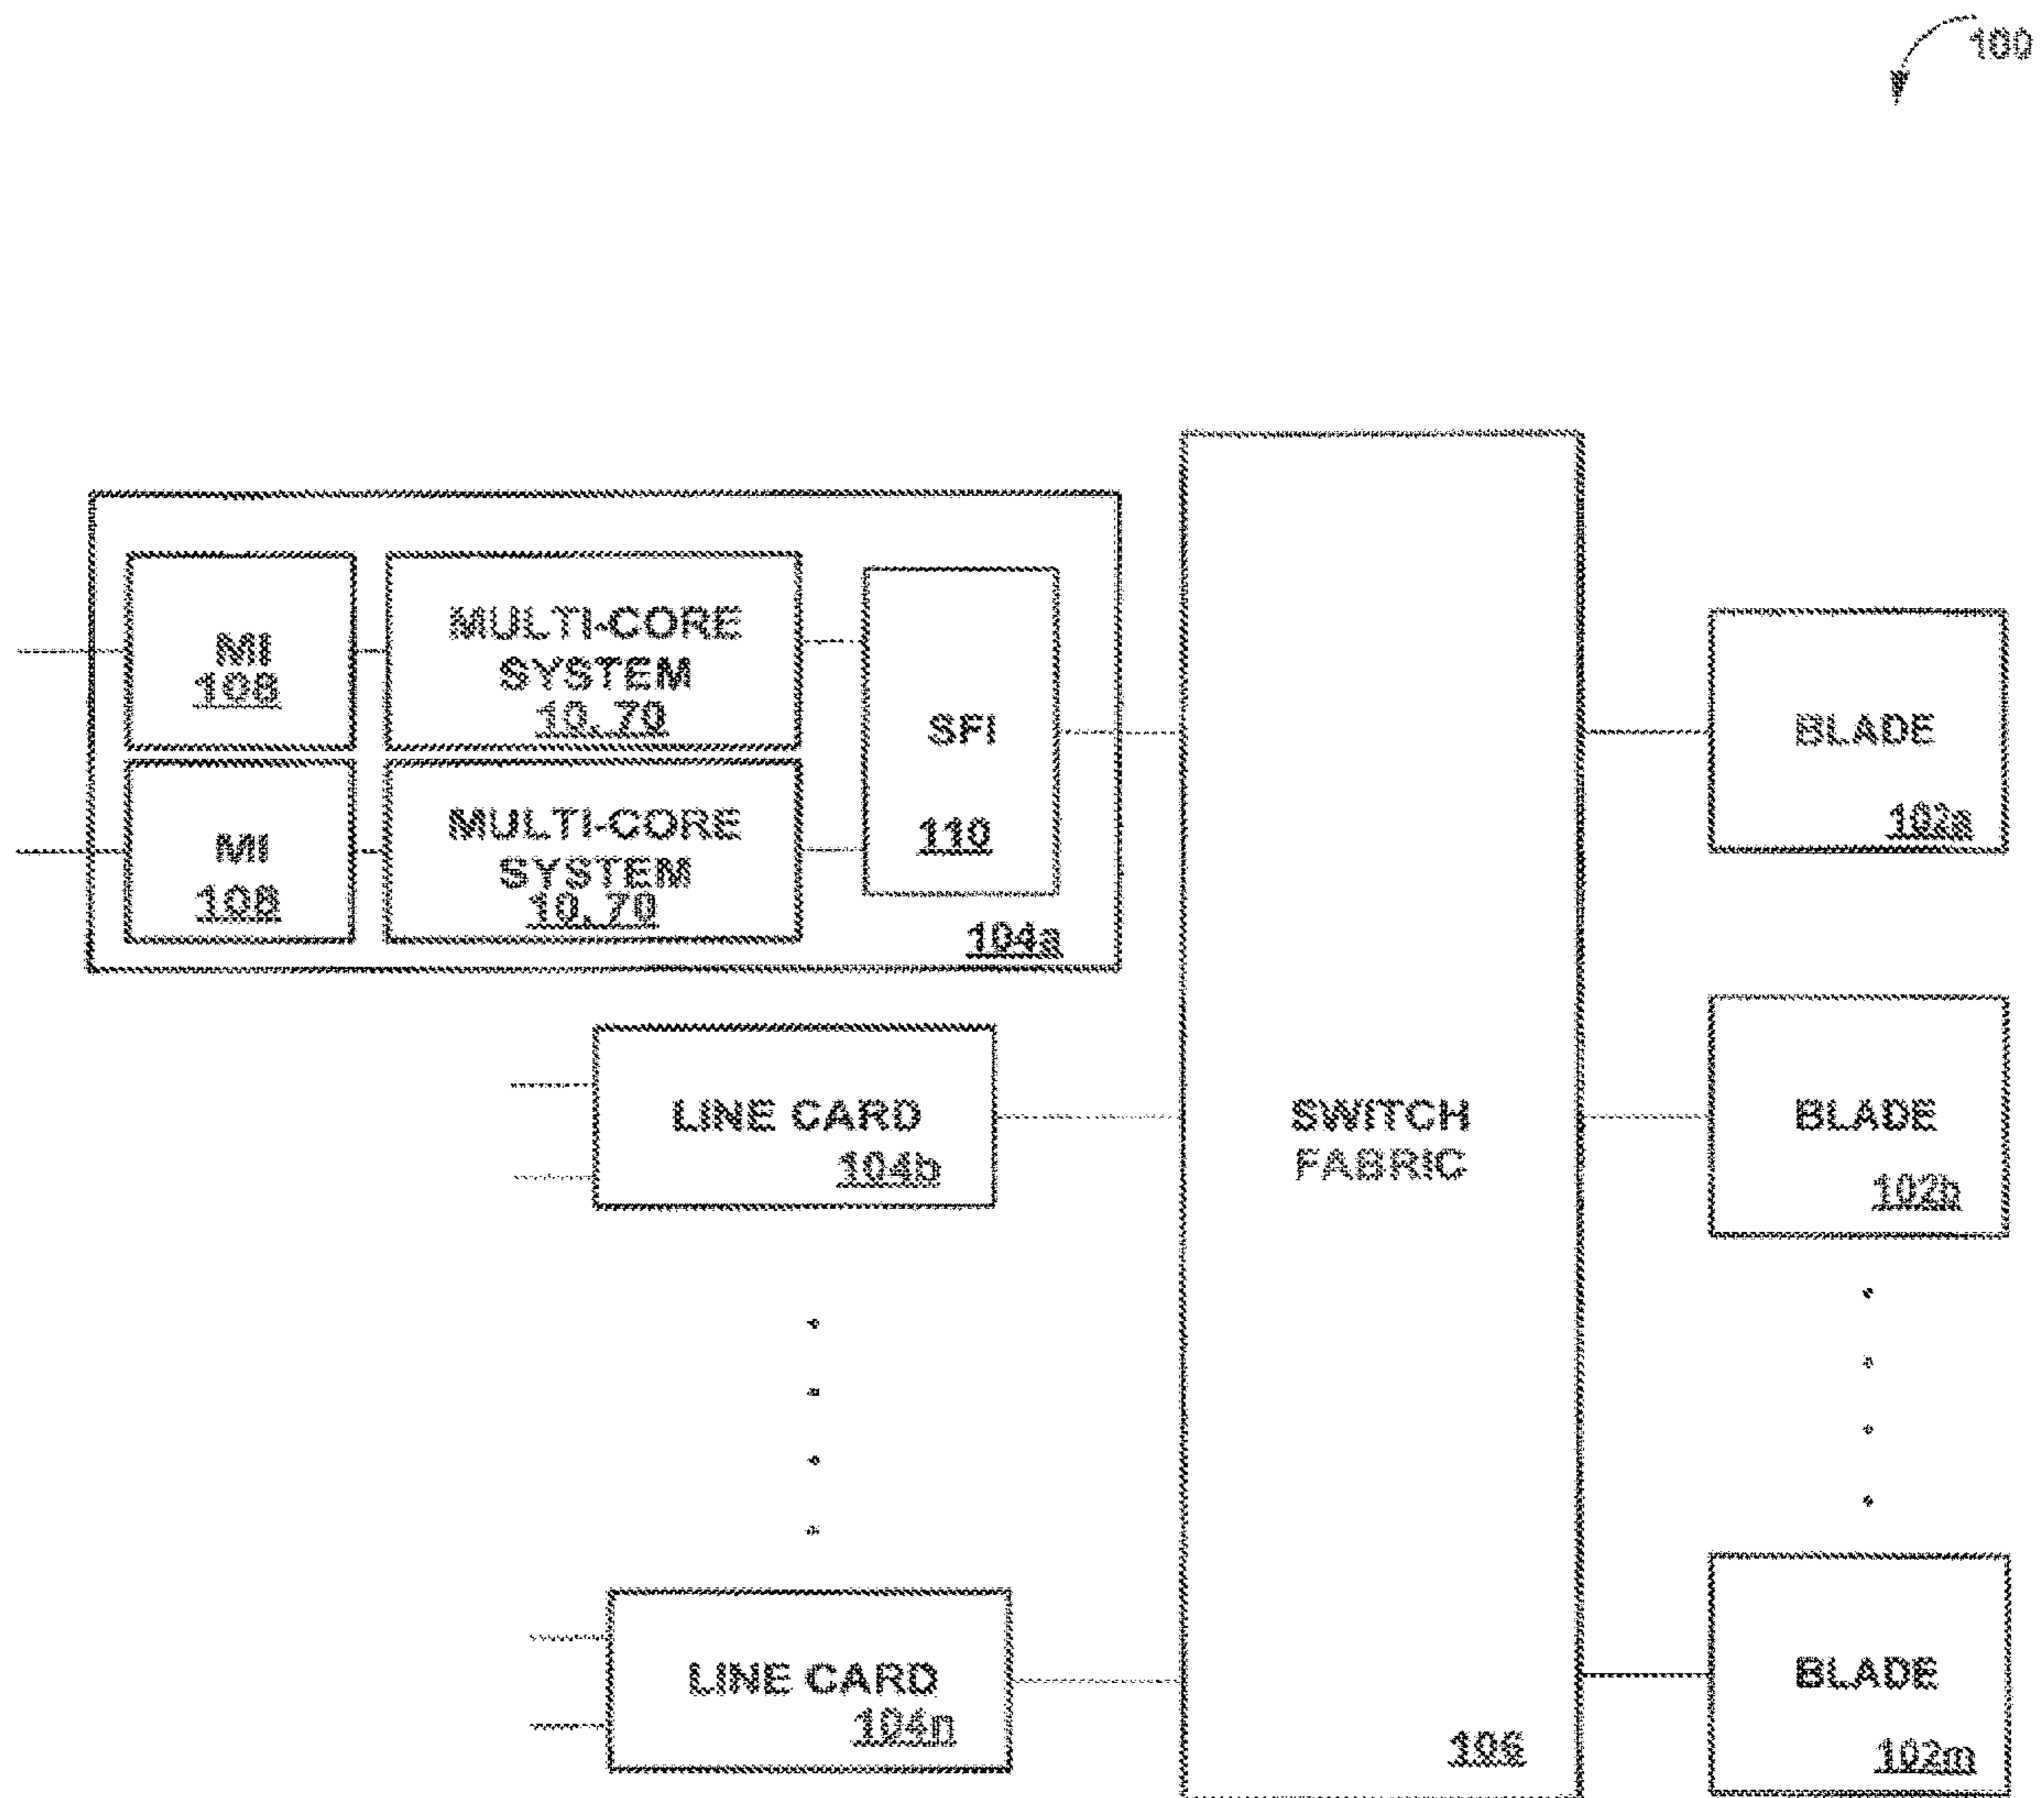 100
MI
108
MULTI-CORE
SYSTEM
10, 70
MI
108
MULTI-CORE
SYSTEM
10, 70
SFI
110
104a
LINE CARD
104b
LINE CARD
104n
SWITCH
FABRIC
106
BLADE
102a
BLADE
102b
BLADE
102m